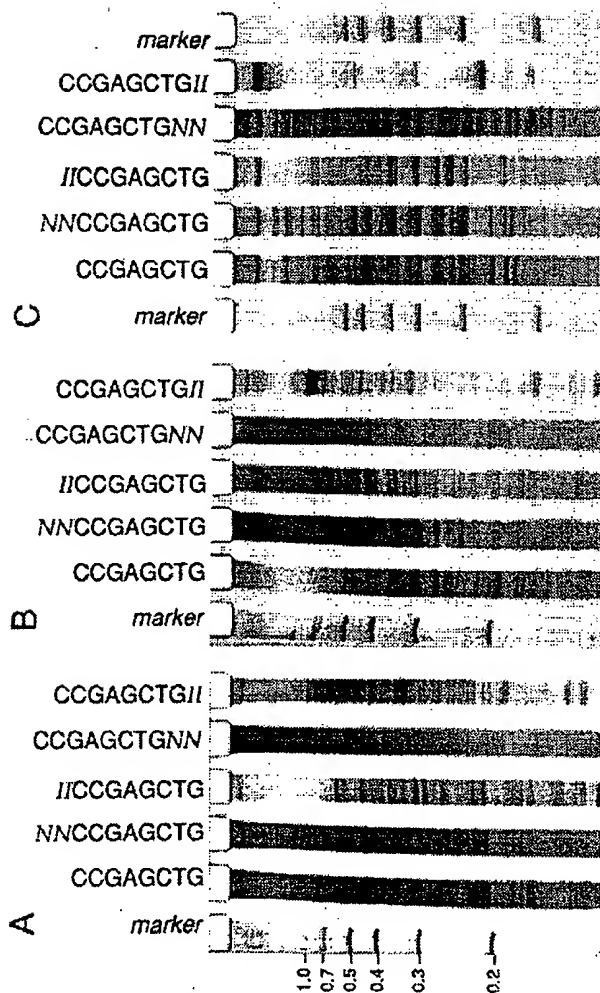 A
marker
CCGAGCTG
NNCCGAGCTG
IICCGAGCTG
CCGAGCTGNN
CCGAGCTGII
1.0
0.7
0.5
0.4
0.3
0.2
B
marker
CCGAGCTG
NNCCGAGCTG
IICCGAGCTG
CCGAGCTGNN
CCGAGCTGII
C
marker
CCGAGCTG
NNCCGAGCTG
IICCGAGCTG
CCGAGCTGNN
CCGAGCTGII
marker